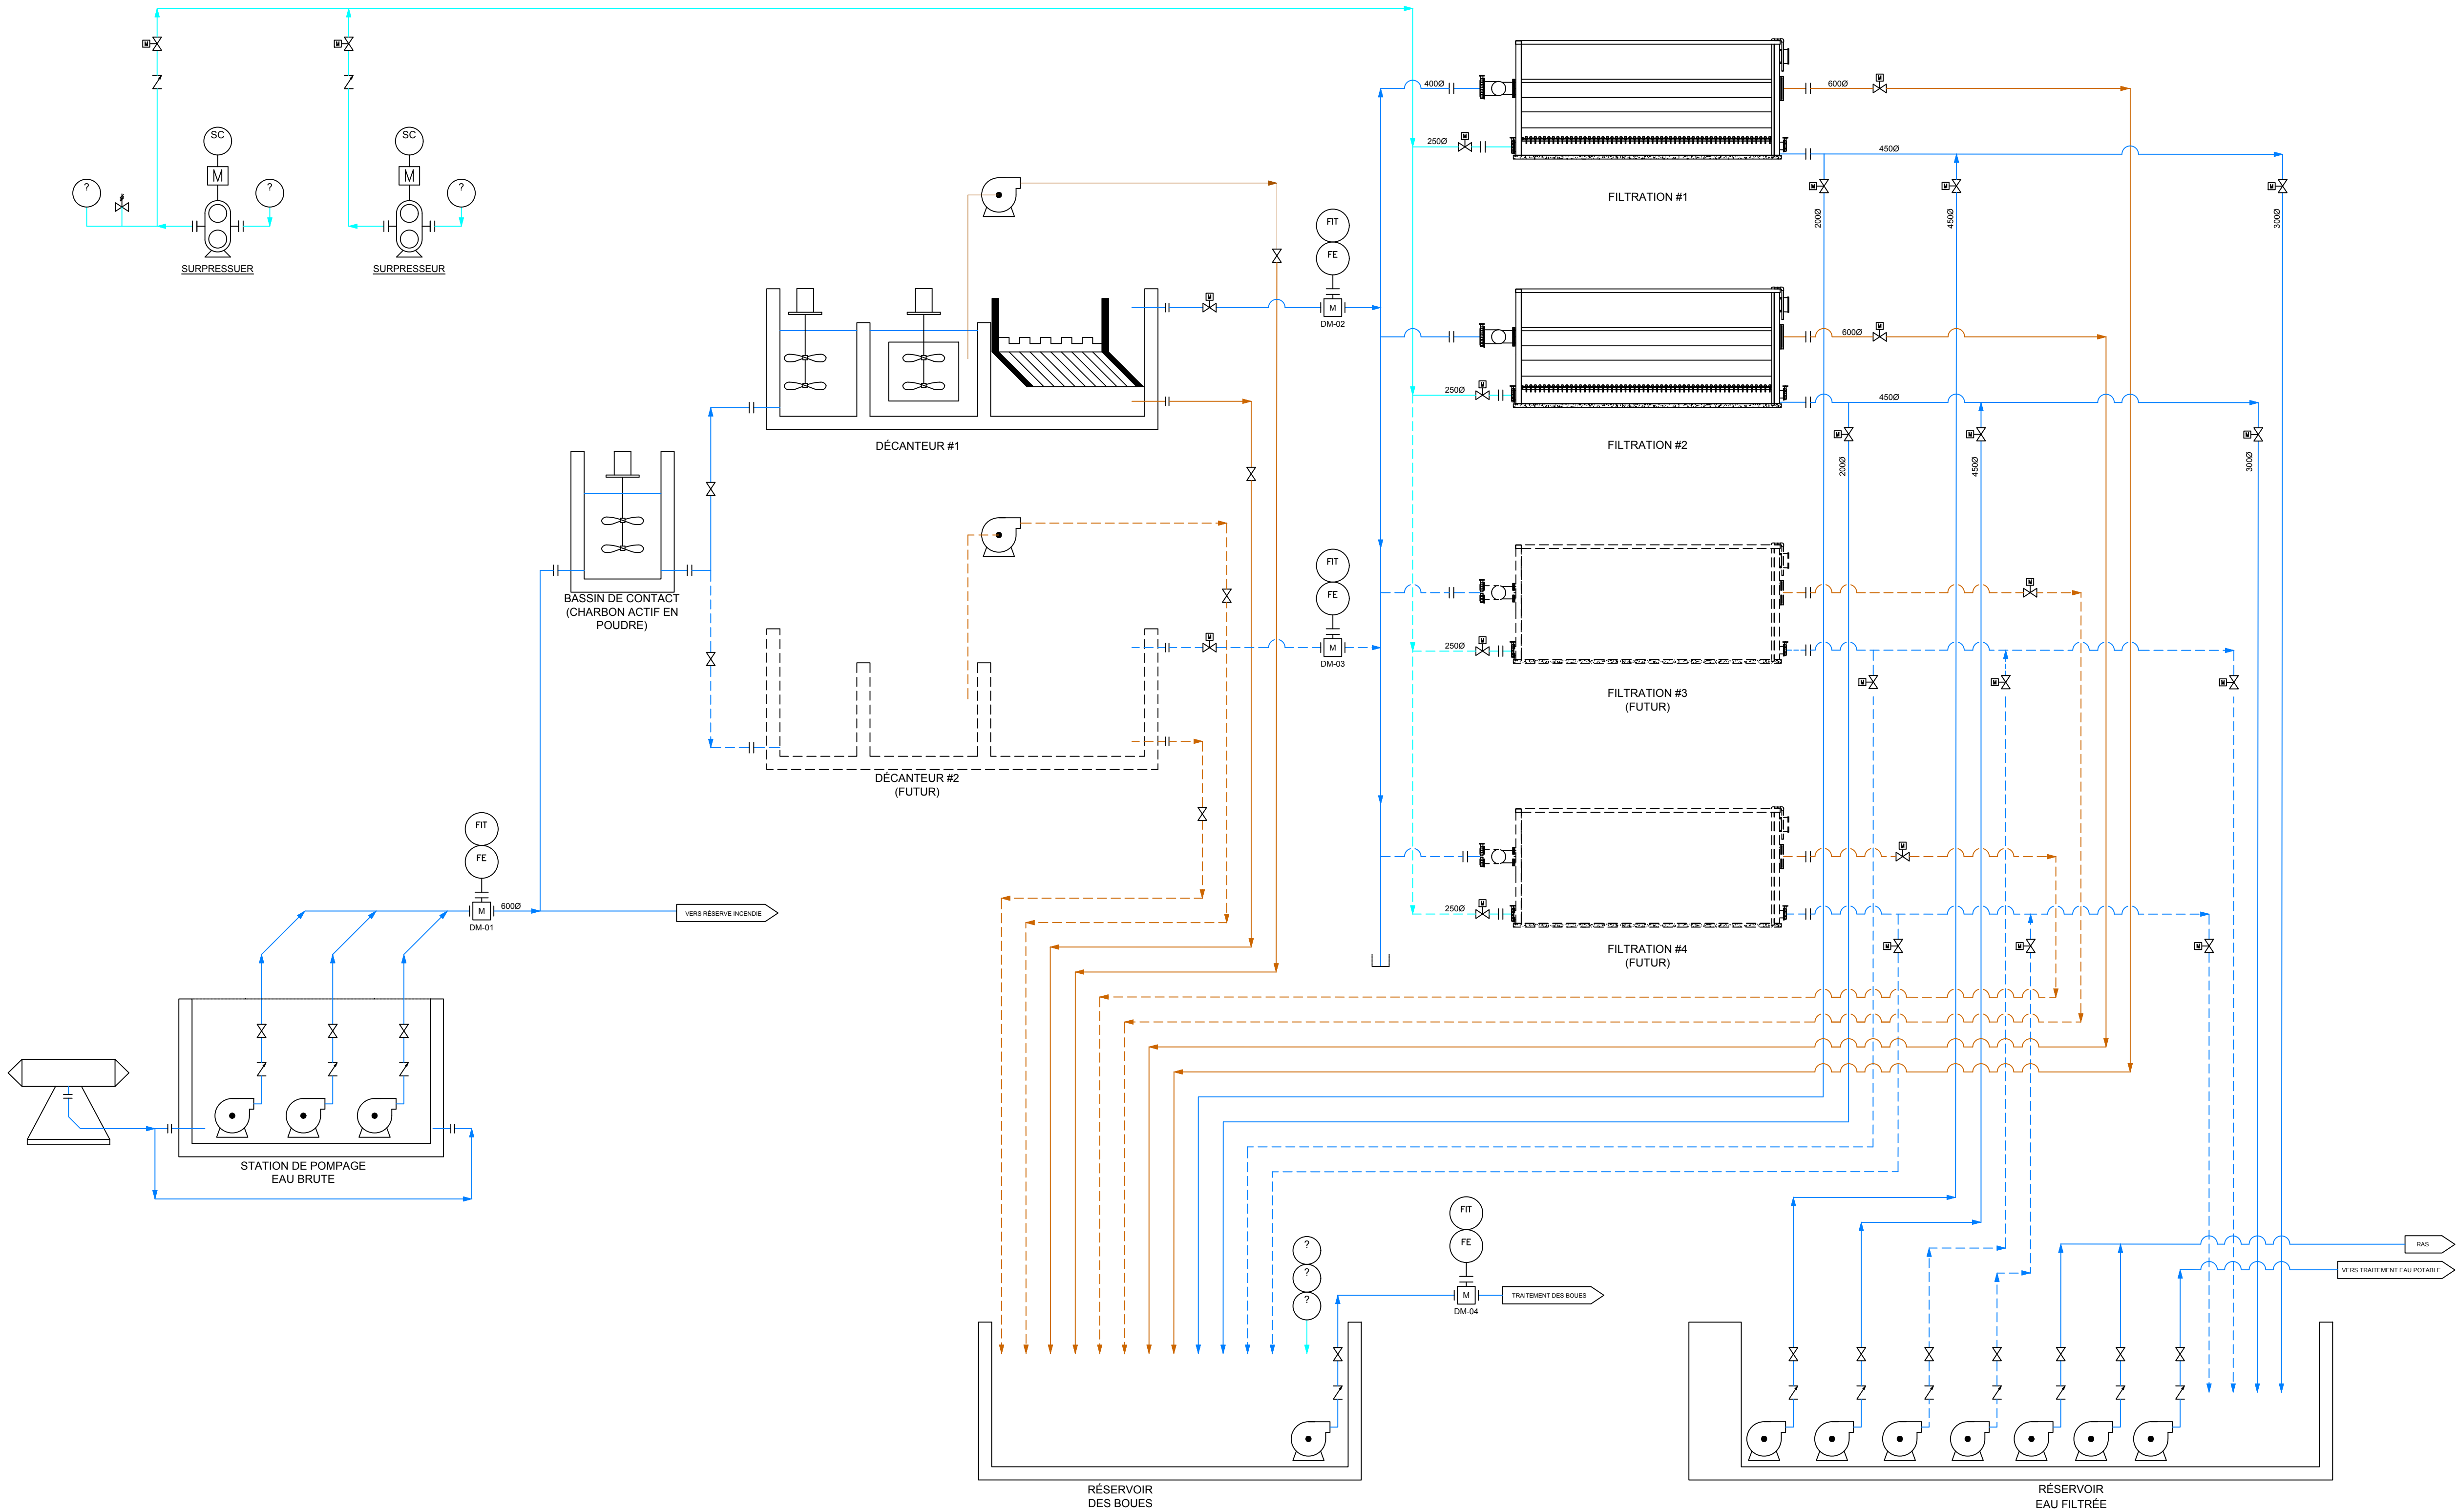 400Ø
600Ø
SC
SC
M
M
?
?
?
250Ø
450Ø
FILTRATION #1
200Ø
450Ø
300Ø
SURPRESSUER
SURPRESSEUR
FIT
FE
M
DM-02
600Ø
250Ø
450Ø
DÉCANTEUR #1
FILTRATION #2
200Ø
450Ø
300Ø
BASSIN DE CONTACT
(CHARBON ACTIF EN
POUDRE)
FIT
FE
M
DM-03
250Ø
FILTRATION #3
(FUTUR)
DÉCANTEUR #2
(FUTUR)
FIT
FE
M
600Ø
DM-01
VERS RÉSERVE INCENDIE
250Ø
FILTRATION #4
(FUTUR)
STATION DE POMPAGE
EAU BRUTE
FIT
FE
M
DM-04
?
?
?
TRAITEMENT DES BOUES
RAS
VERS TRAITEMENT EAU POTABLE
RÉSERVOIR
DES BOUES
RÉSERVOIR
EAU FILTRÉE